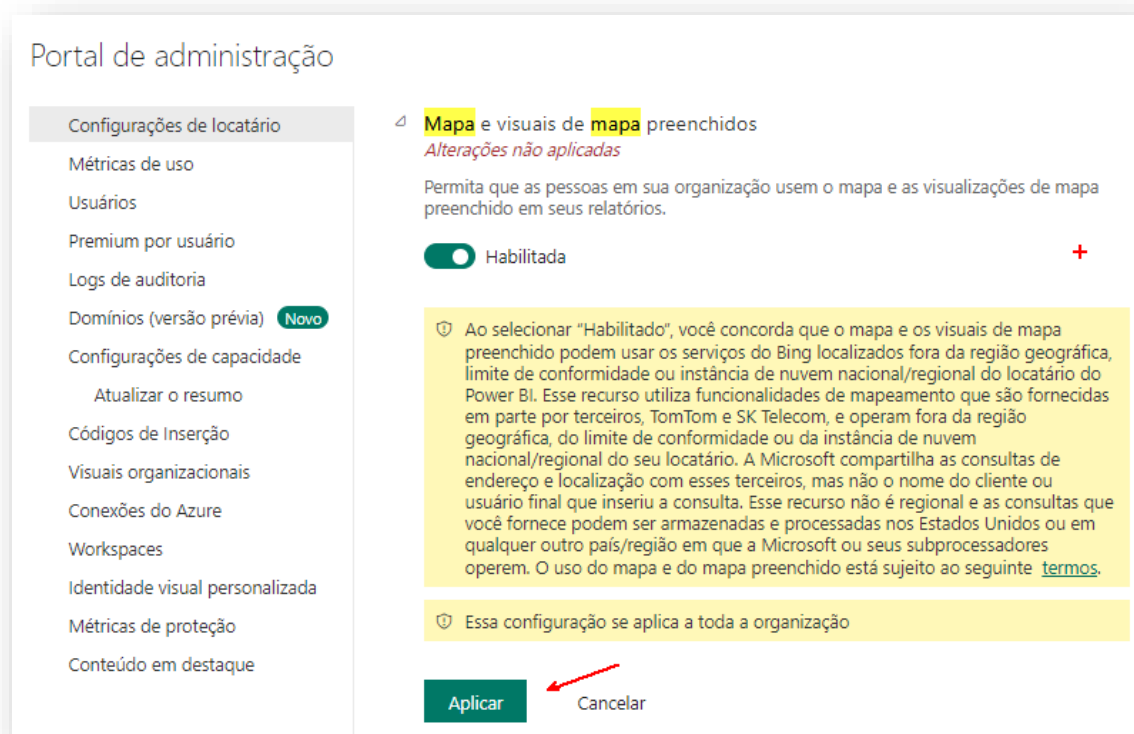 Portal de administração
Configurações de locatário
Métricas de uso
Usuários
Premium por usuário
Logs de auditoria
Domínios (versão prévia) Novo
Configurações de capacidade
Atualizar o resumo
Códigos de Inserção
Visuais organizacionais
Conexões do Azure
Workspaces
Identidade visual personalizada
Métricas de proteção
Conteúdo em destaque
Mapa e visuais de mapa preenchidos
Alterações não aplicadas
Permita que as pessoas em sua organização usem o mapa e as visualizações de mapa
preenchido em seus relatórios.
Habilitada
Ao selecionar “Habilitado”, você concorda que o mapa e os visuais de mapa
preenchido podem usar os serviços do Bing localizados fora da região geográfica,
limite de conformidade ou instância de nuvem nacional/regional do locatário do
Power BI. Esse recurso utiliza funcionalidades de mapeamento que são fornecidas
em parte por terceiros, TomTom e SK Telecom, e operam fora da região
geográfica, do limite de conformidade ou da instância de nuvem
nacional/regional do seu locatário. A Microsoft compartilha as consultas de
endereço e localização com esses terceiros, mas não o nome do cliente ou
usuário final que inseriu a consulta. Esse recurso não é regional e as consultas que
você fornece podem ser armazenadas e processadas nos Estados Unidos ou em
qualquer outro país/região em que a Microsoft ou seus subprocessadores
operem. O uso do mapa e do mapa preenchido está sujeito ao seguinte termos.
Essa configuração se aplica a toda a organização
Aplicar
Cancelar